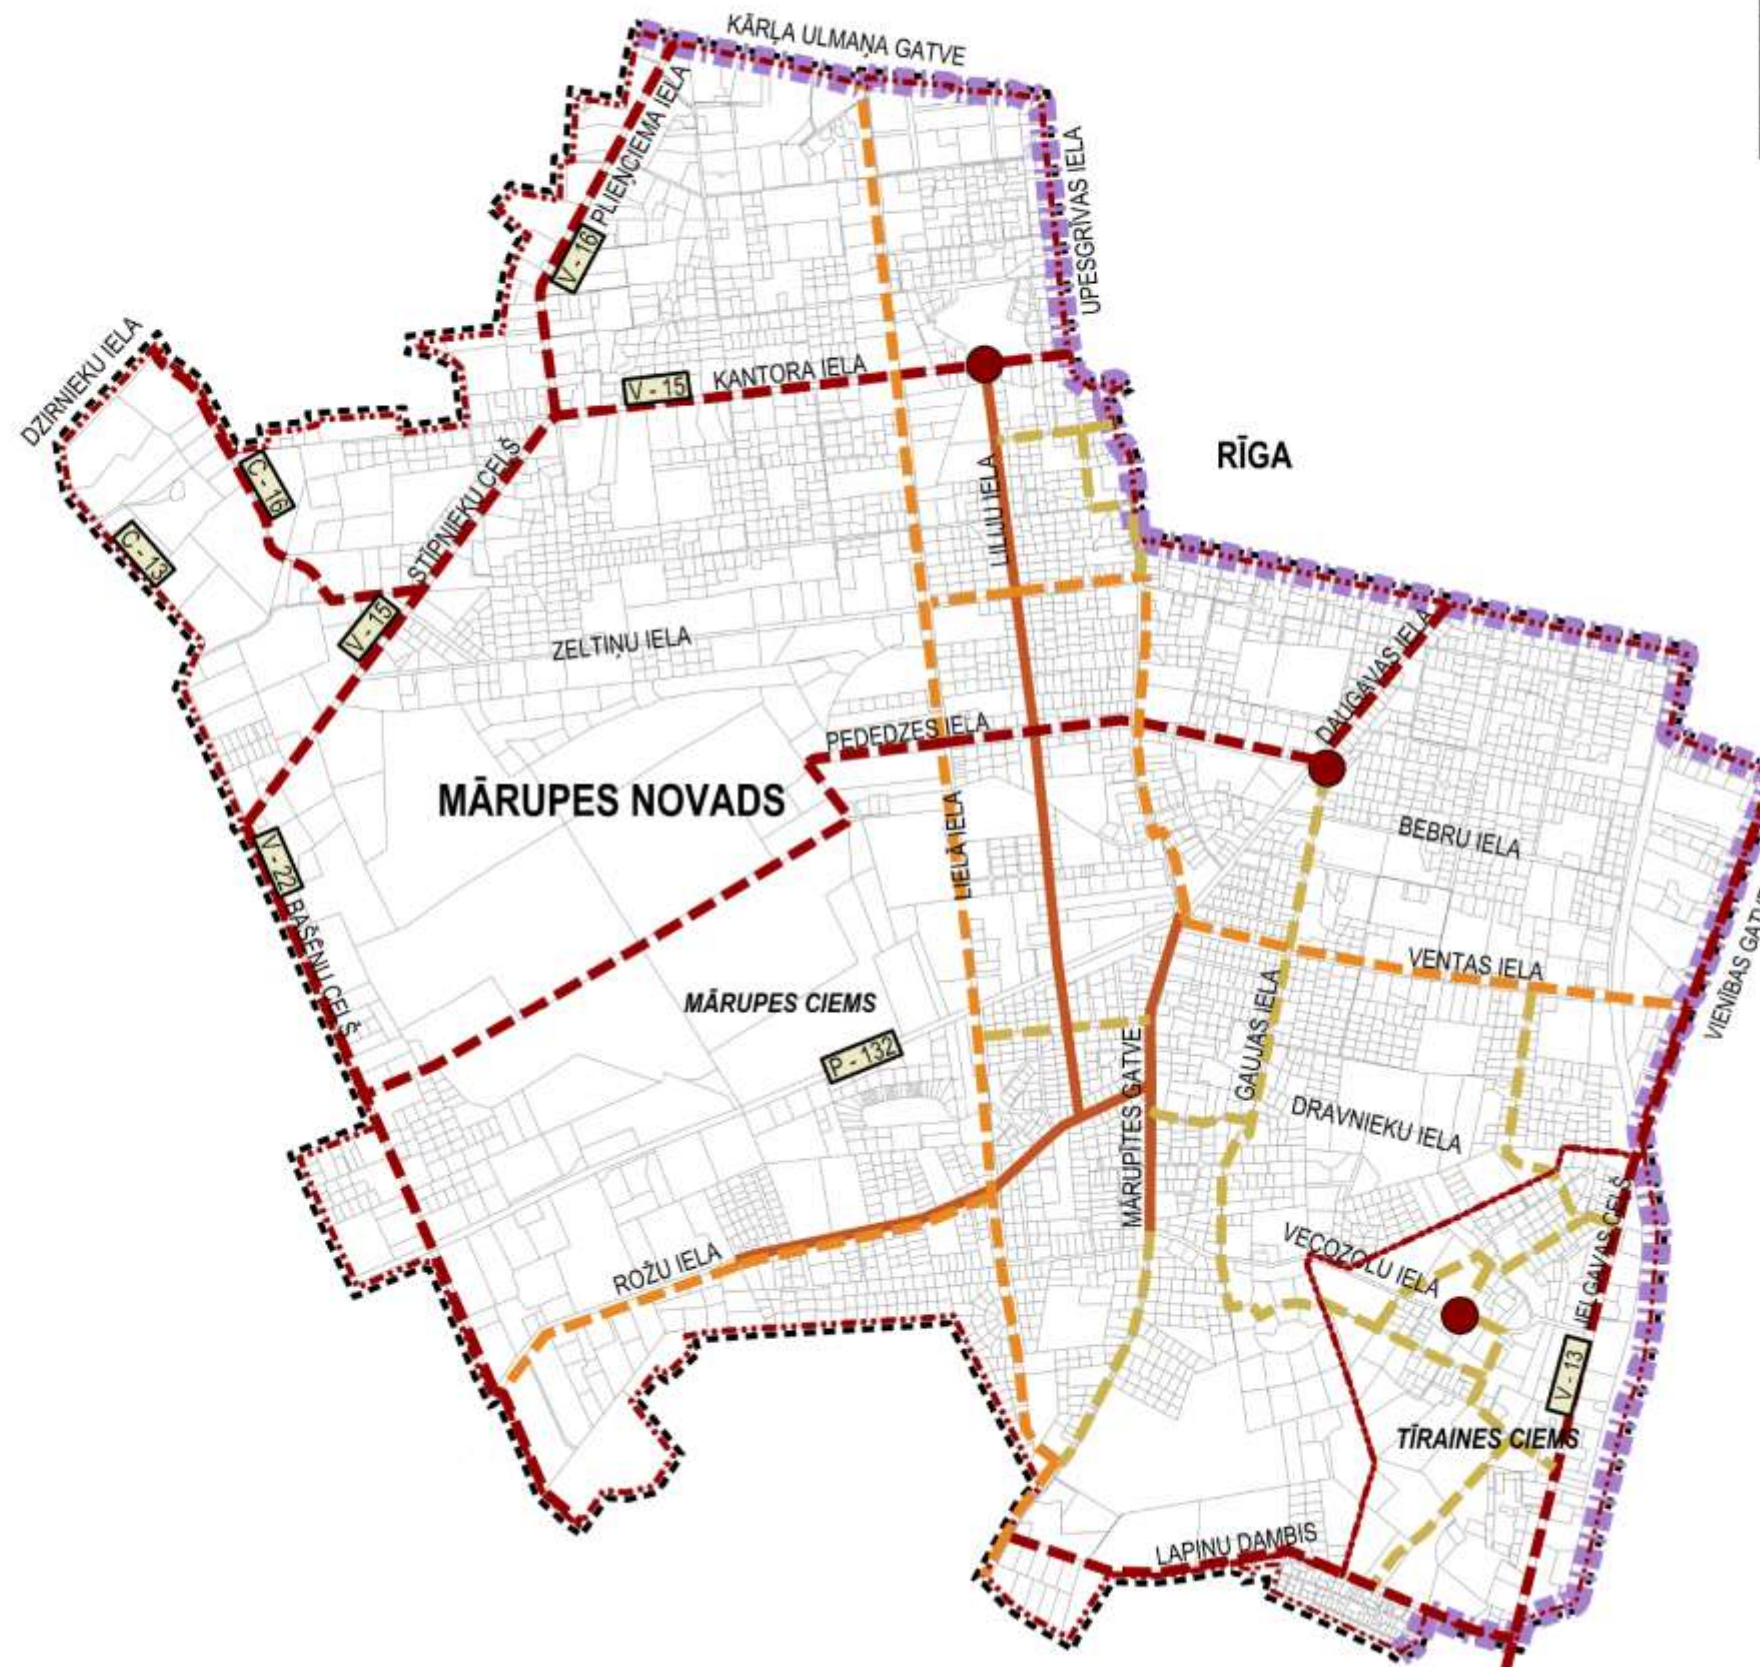 KĀRĻA ULMAŅA GATVE
PLIEŅCIEMA IELA
UPESGRĪVAS IELA
V - 16
DZIRNIEKU IELA
V - 15
KANTORA IELA
RĪGA
C - 16
STĪPNIEKU CEĻŠ
LILIJU IELA
C - 13
V - 15
ZELTIŅU IELA
DAUGAVAS IELA
PEDEDZES IELA
MĀRUPES NOVADS
LIELĀ IELA
BEBRU IELA
V - 22
BAŠĒNU CEĻŠ
VENTAS IELA
VIENĪBAS GATVE
MĀRUPES CIEMS
GAUJAS IELA
P - 132
MĀRUPĪTES GATVE
DRAVNIEKU IELA
ROŽU IELA
VECOZOLU IELA
JELGAVAS CEĻŠ
V - 13
TĪRAINES CIEMS
LAPIŅU DAMBIS